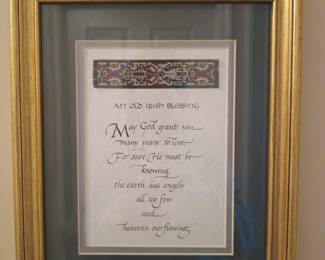 AN OLD IRISH BLESSING
May God grant you
many years to live,
For sure He must be
knowing
the earth has angels
all too few
and
heaven's overflowing.